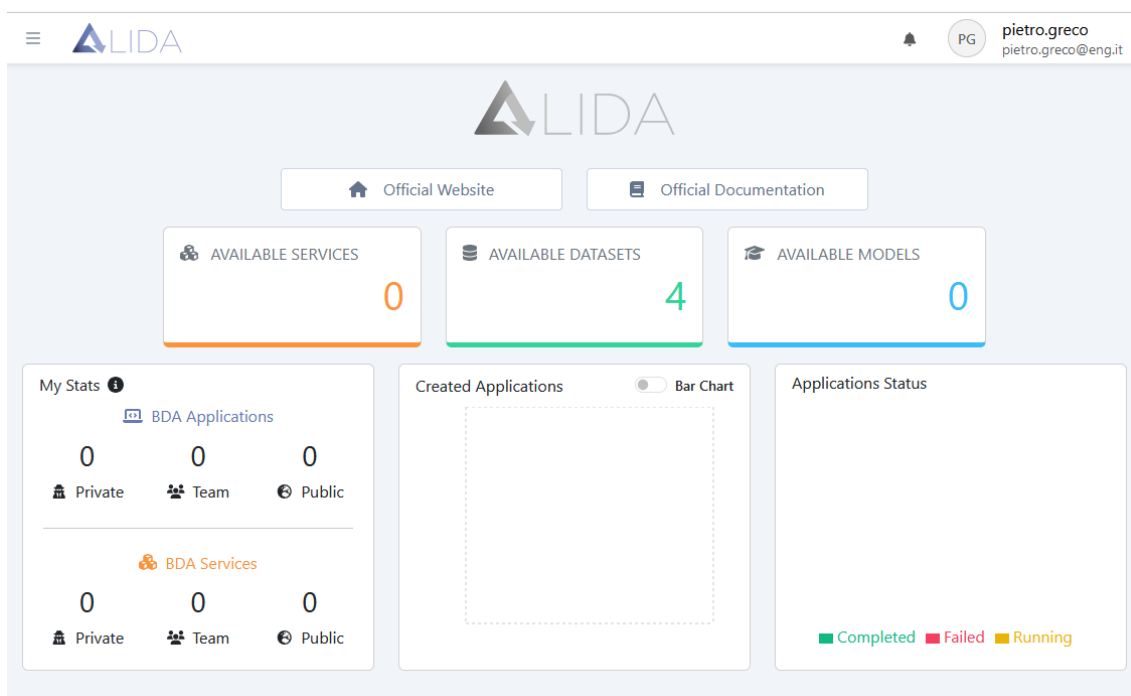 ALIDA
PG
pietro.greco
pietro.greco@eng.it
ALIDA
Official Website
Official Documentation
AVAILABLE SERVICES
0
AVAILABLE DATASETS
4
AVAILABLE MODELS
0
My Stats
BDA Applications
0 0 0
Private Team Public
BDA Services
0 0 0
Private Team Public
Created Applications
Bar Chart
Applications Status
Completed Failed Running